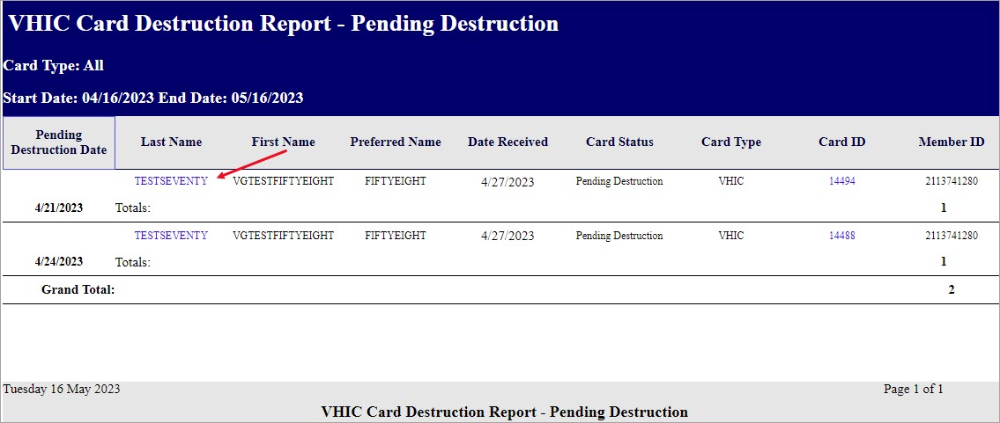 VHIC Card Destruction Report - Pending Destruction
Card Type: All
Start Date: 04/16/2023 End Date: 05/16/2023
Pending Destruction Date Last Name First Name Preferred Name Date Received Card Status Card Type Card ID Member ID
TESTSEVENTY VGTESTFIFTYEIGHT FIFTYEIGHT 4/27/2023 Pending Destruction VHIC 14494 2113741280
4/21/2023 Totals: 1
TESTSEVENTY VGTESTFIFTYEIGHT FIFTYEIGHT 4/27/2023 Pending Destruction VHIC 14488 2113741280
4/24/2023 Totals: 1
Grand Total: 2
Tuesday 16 May 2023 Page 1 of 1
VHIC Card Destruction Report - Pending Destruction